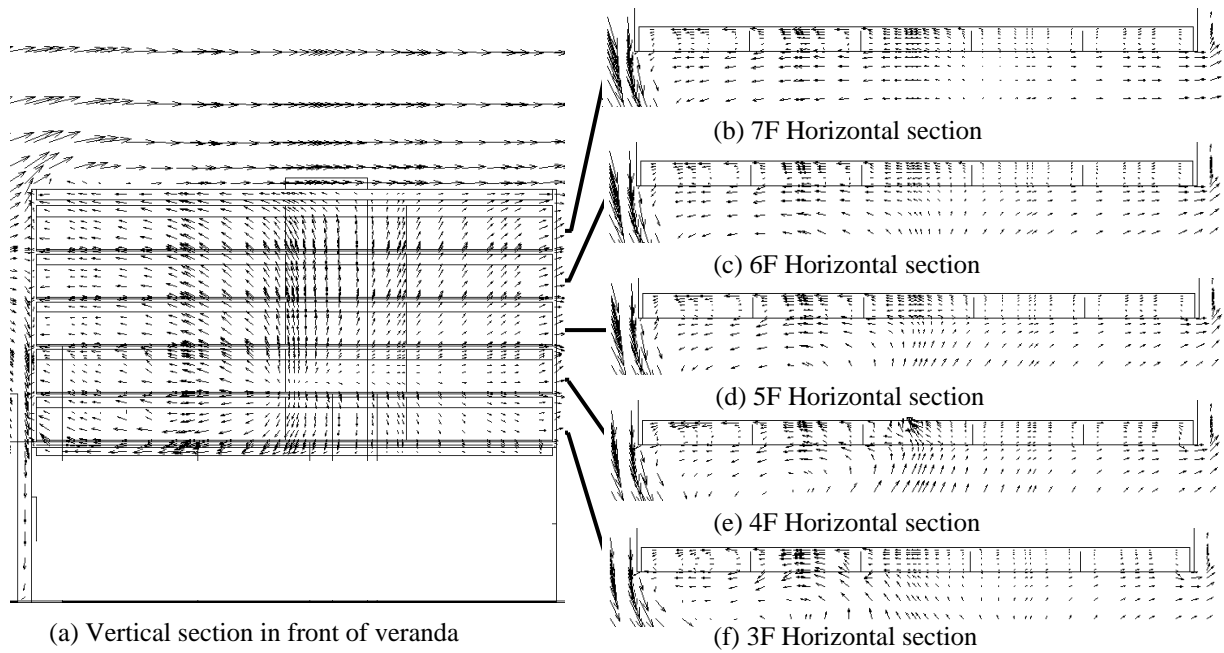 (a) Vertical section in front of veranda
(b) 7F Horizontal section
(c) 6F Horizontal section
(d) 5F Horizontal section
(e) 4F Horizontal section
(f) 3F Horizontal section